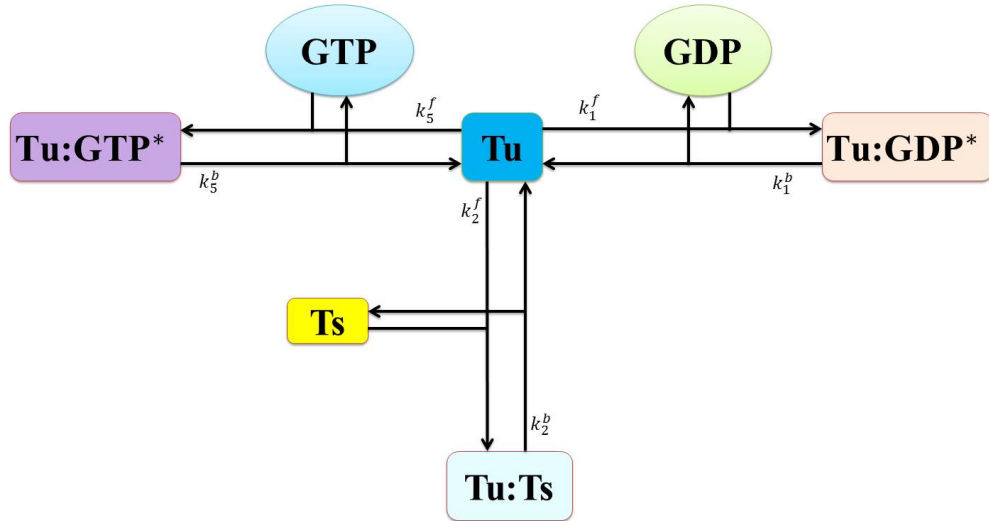 GTP
GDP
k₅ᶠ
k₁ᶠ
Tu:GTP*
Tu
Tu:GDP*
k₅ᵇ
k₂ᶠ
k₁ᵇ
Ts
k₂ᵇ
Tu:Ts